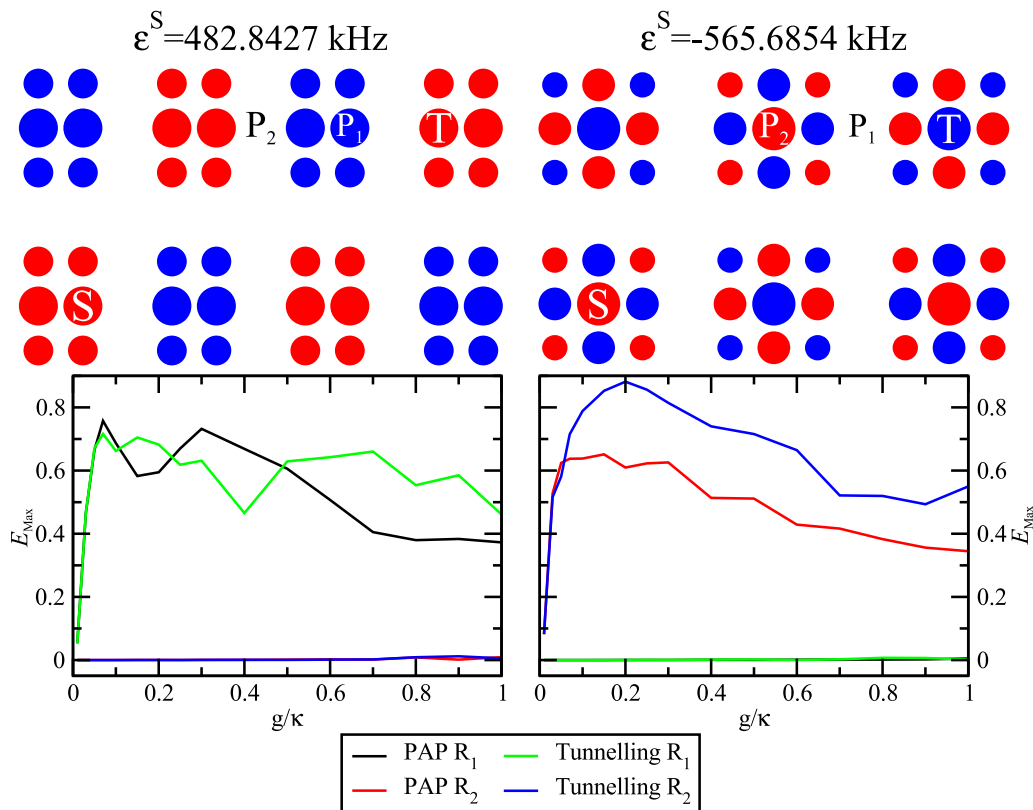 ε^S=482.8427 kHz
ε^S=-565.6854 kHz
P_2 P_1 T P_2 P_1 T
S S
0.8 0.8
0.6 0.6
0.4 0.4
0.2 0.2
0 0
E_Max
E_Max
0 0.2 0.4 0.6 0.8 1
0 0.2 0.4 0.6 0.8 1
g/κ
g/κ
PAP R_1 Tunnelling R_1
PAP R_2 Tunnelling R_2